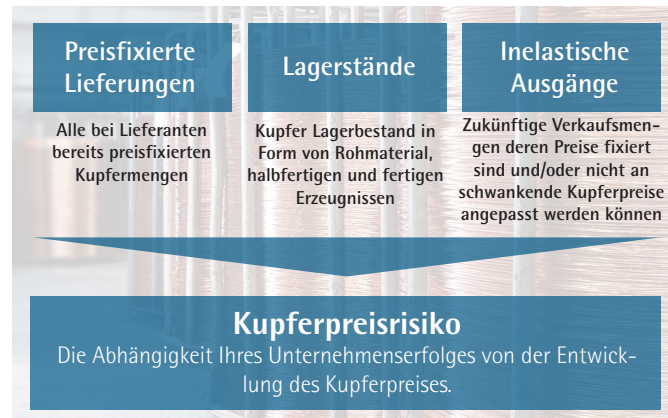 Preisfixierte
Lieferungen
Alle bei Lieferanten
bereits preisfixierten
Kupfermengen
Lagerstände
Kupfer Lagerbestand in
Form von Rohmaterial,
halbfertigen und fertigen
Erzeugnissen
Inelastische
Ausgänge
Zukünftige Verkaufsmen-
gen deren Preise fixiert
sind und/oder nicht an
schwankende Kupferpreise
angepasst werden können
Kupferpreisrisiko
Die Abhängigkeit Ihres Unternehmenserfolges von der Entwick-
lung des Kupferpreises.